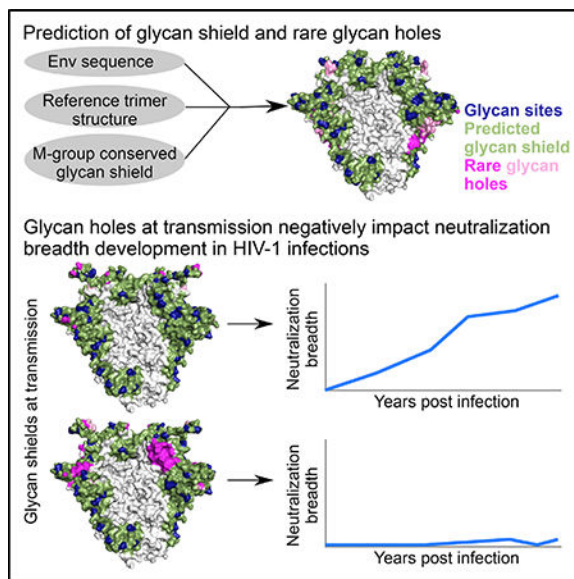 Prediction of glycan shield and rare glycan holes
Env sequence
Reference trimer
structure
M-group conserved
glycan shield
Glycan sites
Predicted
glycan shield
Rare glycan
holes
Glycan holes at transmission negatively impact neutralization
breadth development in HIV-1 infections
Glycan shields at transmission
Neutralization
breadth
Years post infection
Neutralization
breadth
Years post infection